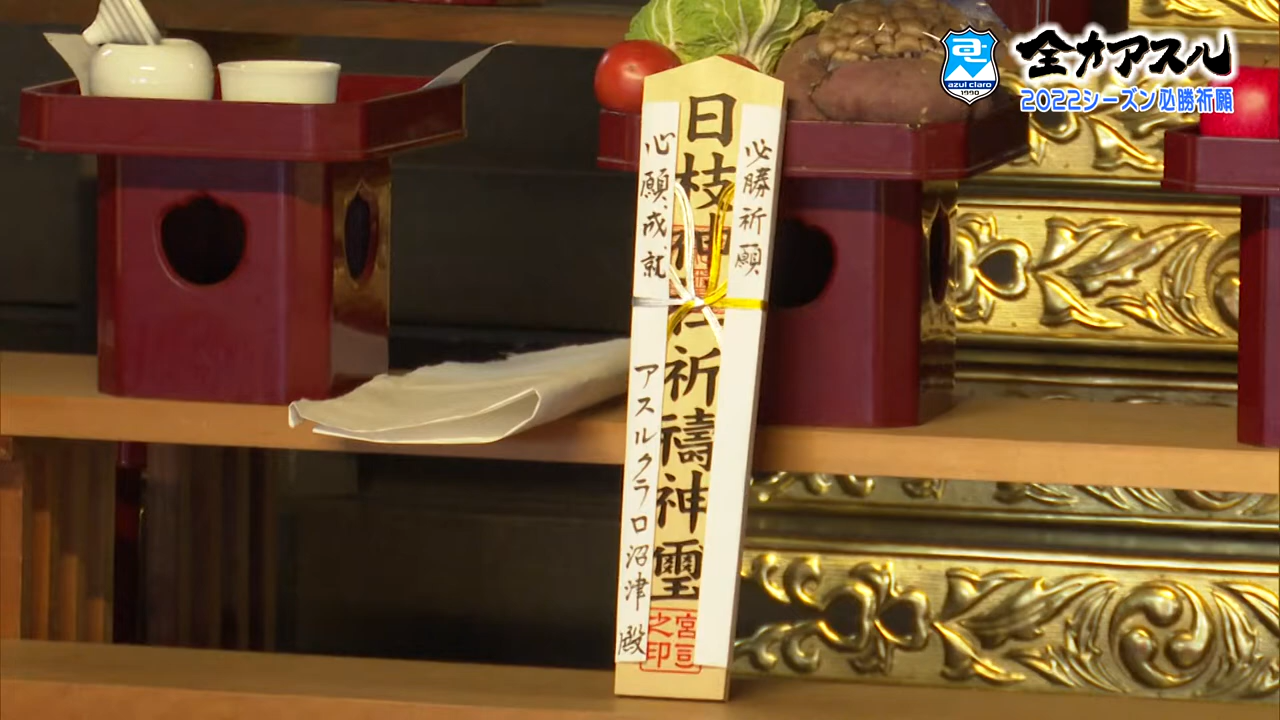 azul claro
1990
全力アスル
2022シーズン必勝祈願
必勝祈願
日枝神社祈禱神璽
心願成就
アスルクラロ沼津殿
宮司之印